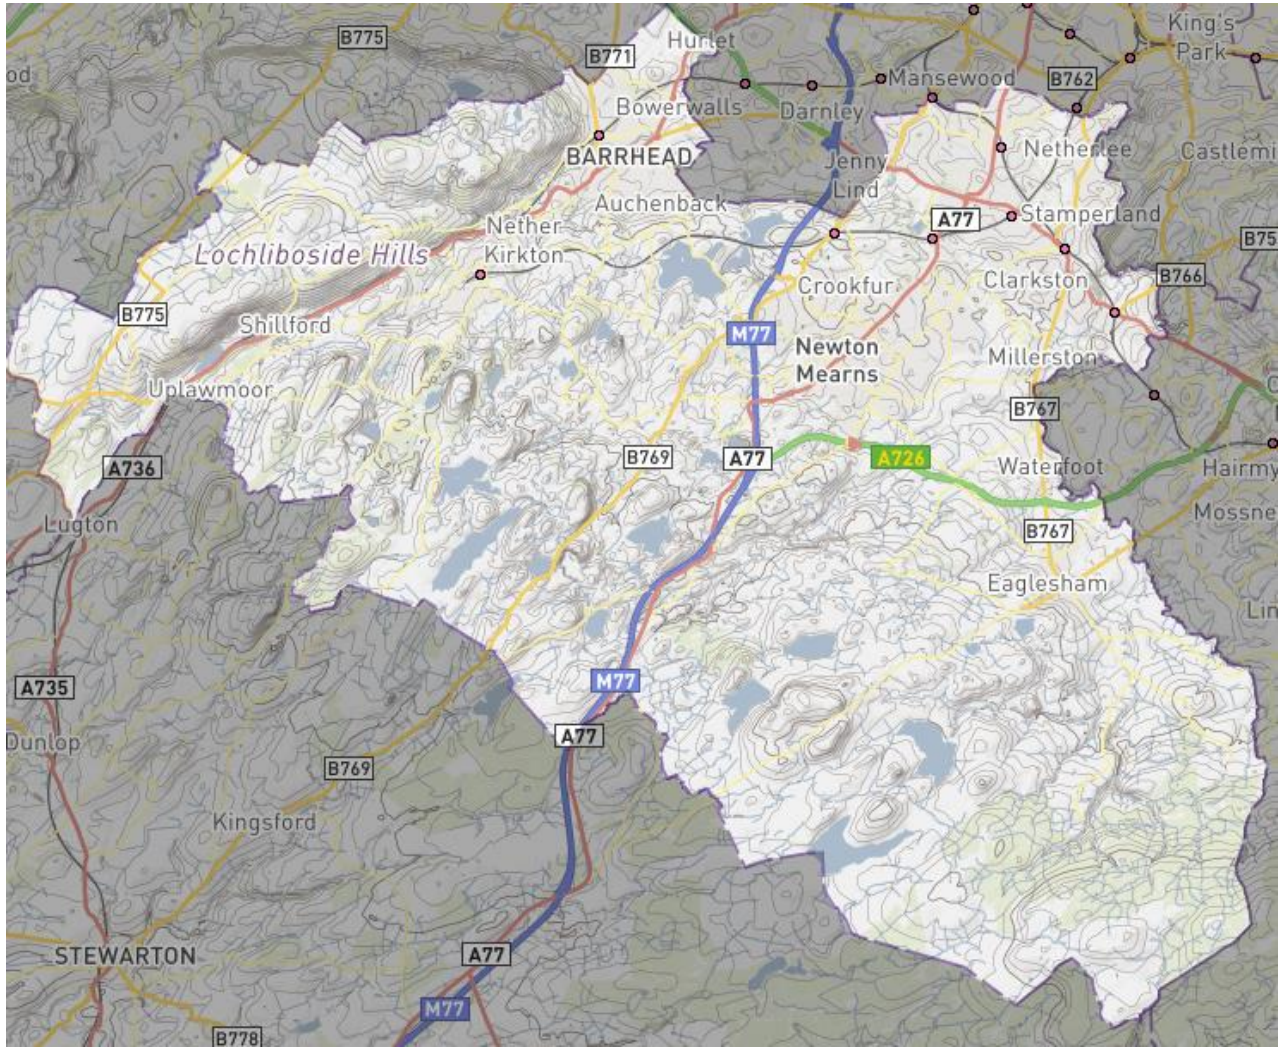 King's
Park
B775
Hurlet
B771
Mansewood
B762
od
Bowerwalls
Darnley
BARRHEAD
Netherlee
Castlemi
Jenny
Lind
Auchenback
A77
Stamperland
Nether
Kirkton
B75
Lochliboside Hills
B766
Clarkston
Crookfur
B775
Shillford
M77
Newton
Mearns
Millerston
Uplawmoor
C
B767
A736
B769
A77
A726
Waterfoot
Hairmy
Mossne
Lugton
B767
Eaglesham
Lin
A735
M77
Dunlop
A77
B769
Kingsford
STEWARTON
A77
M77
B778